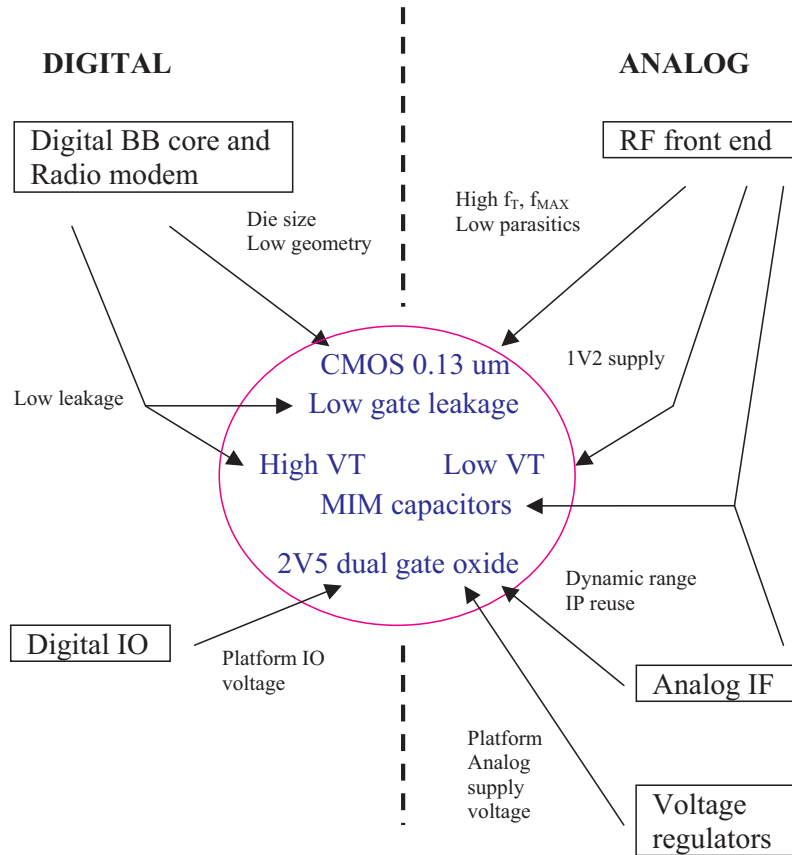 DIGITAL
ANALOG
Digital BB core and
Radio modem
RF front end
Die size
Low geometry
High fT, fMAX
Low parasitics
CMOS 0.13 um
1V2 supply
Low leakage
Low gate leakage
High VT
Low VT
MIM capacitors
2V5 dual gate oxide
Dynamic range
IP reuse
Digital IO
Platform IO
voltage
Analog IF
Platform
Analog
supply
voltage
Voltage
regulators